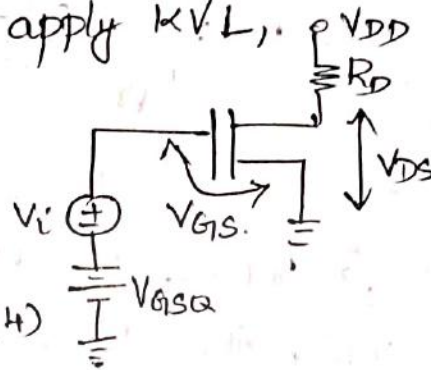 apply KVL,
VDD
RD
VDS
Vi
±
VGS.
VGSQ
4)